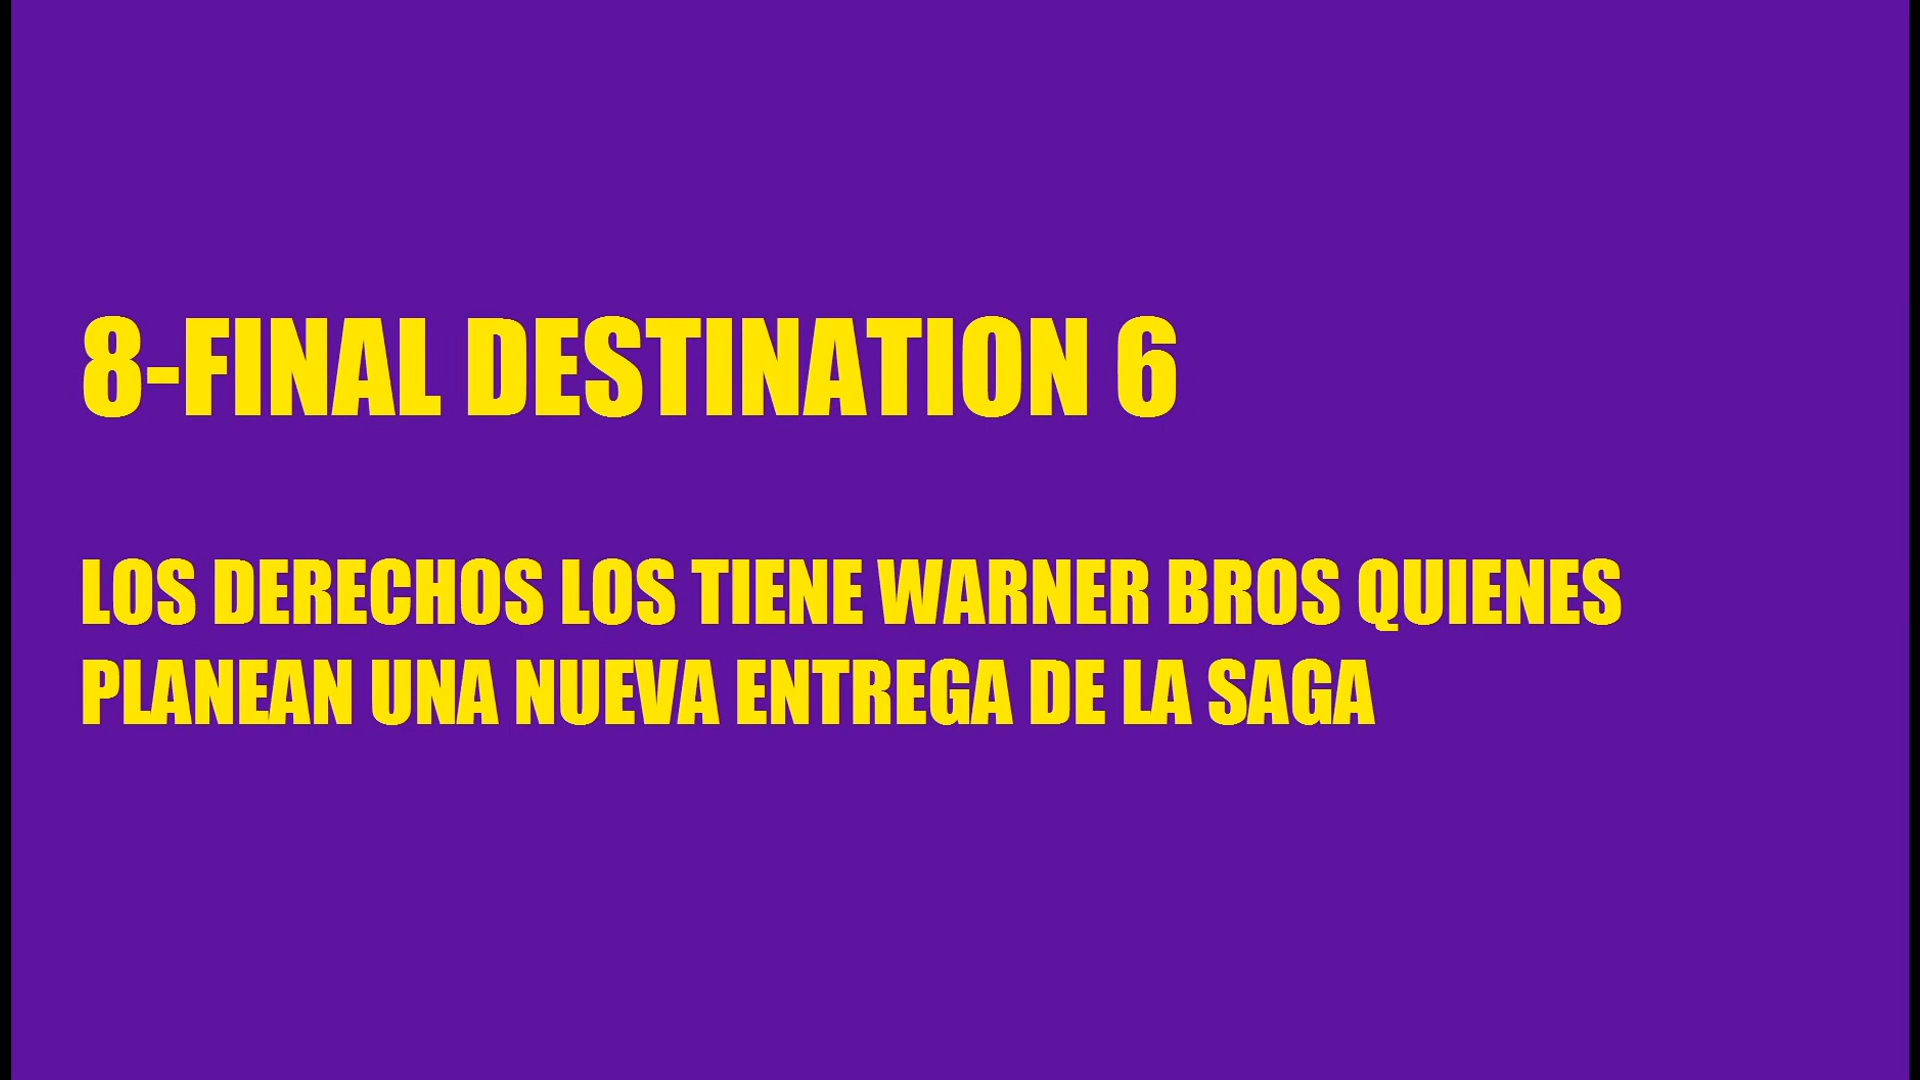 8-FINAL DESTINATION 6
LOS DERECHOS LOS TIENE WARNER BROS QUIENES
PLANEAN UNA NUEVA ENTREGA DE LA SAGA